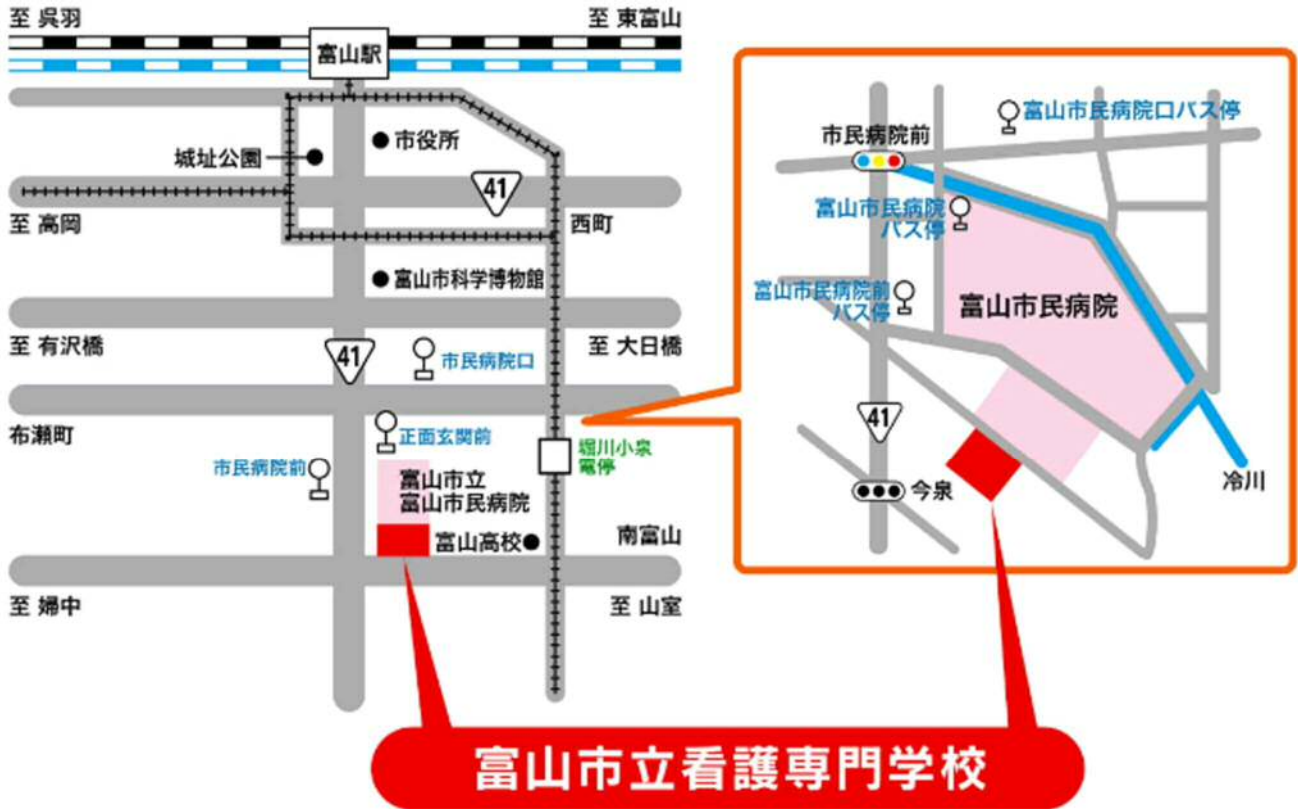 至 呉羽
至 東富山
富山駅
市役所
城址公園
41
至 高岡
西町
富山市科学博物館
至 有沢橋
41
市民病院口
至 大日橋
布瀬町
正面玄関前
市民病院前
堀川小泉
電停
富山市立
富山市民病院
富山高校
南富山
至 婦中
至 山室
富山市民病院口バス停
市民病院前
富山市民病院
バス停
富山市民病院前
バス停
富山市民病院
41
今泉
冷川
富山市立看護専門学校